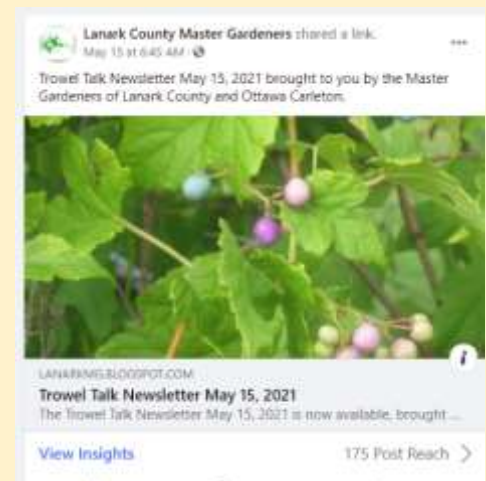 Lanark County Master Gardeners shared a link.
May 15 at 6:45 AM ·
Trowel Talk Newsletter May 15, 2021 brought to you by the Master
Gardeners of Lanark County and Ottawa Carleton.
i
LANARKMG.BLOGSPOT.COM
Trowel Talk Newsletter May 15, 2021
The Trowel Talk Newsletter May 15, 2021 is now available, brought ...
View Insights
175 Post Reach